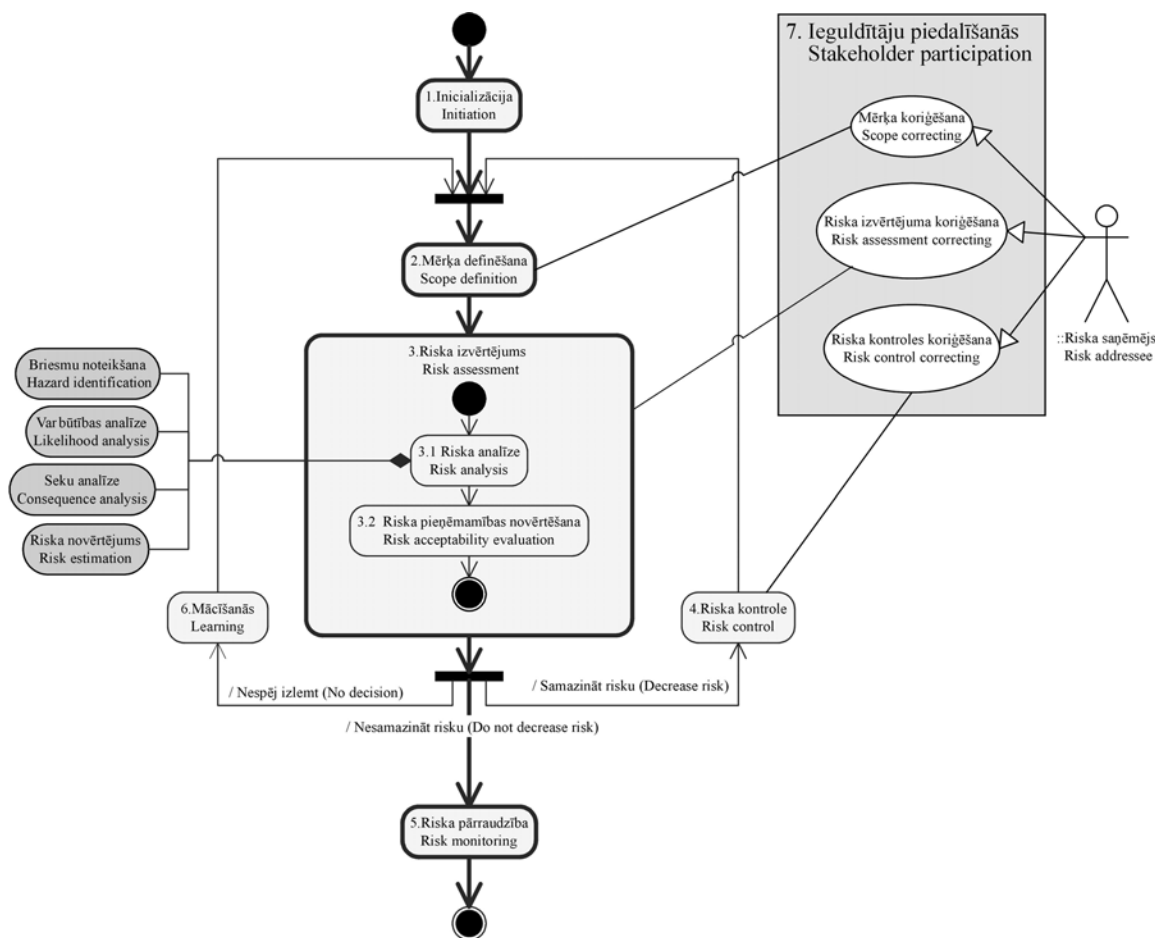 1.Inicializācija
Initiation
2.Mērķa definēšana
Scope definition
3.Riska izvērtējums
Risk assessment
3.1 Riska analīze
Risk analysis
3.2 Riska pieņemamības novērtēšana
Risk acceptability evaluation
Briesmu noteikšana
Hazard identification
Var būtības analīze
Likelihood analysis
Seku analīze
Consequence analysis
Riska novērtējums
Risk estimation
6.Mācīšanās
Learning
4.Riska kontrole
Risk control
/ Nespēj izlemt (No decision)
/ Samazināt risku (Decrease risk)
/ Nesamazināt risku (Do not decrease risk)
5.Riska pārraudzība
Risk monitoring
7. Ieguldītāju piedalīšanās
Stakeholder participation
Mērķa koriģēšana
Scope correcting
Riska izvērtējuma koriģēšana
Risk assessment correcting
Riska kontroles koriģēšana
Risk control correcting
::Riska saņēmējs
Risk addressee